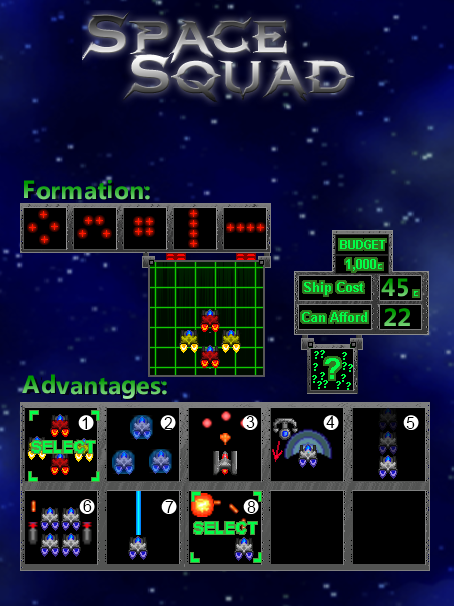 SPACE
SQUAD
Formation:
BUDGET
1,000c
Ship Cost 45c
Can Afford 22
?
Advantages:
1 2 3 4 5
SELECT
6 7 8
SELECT